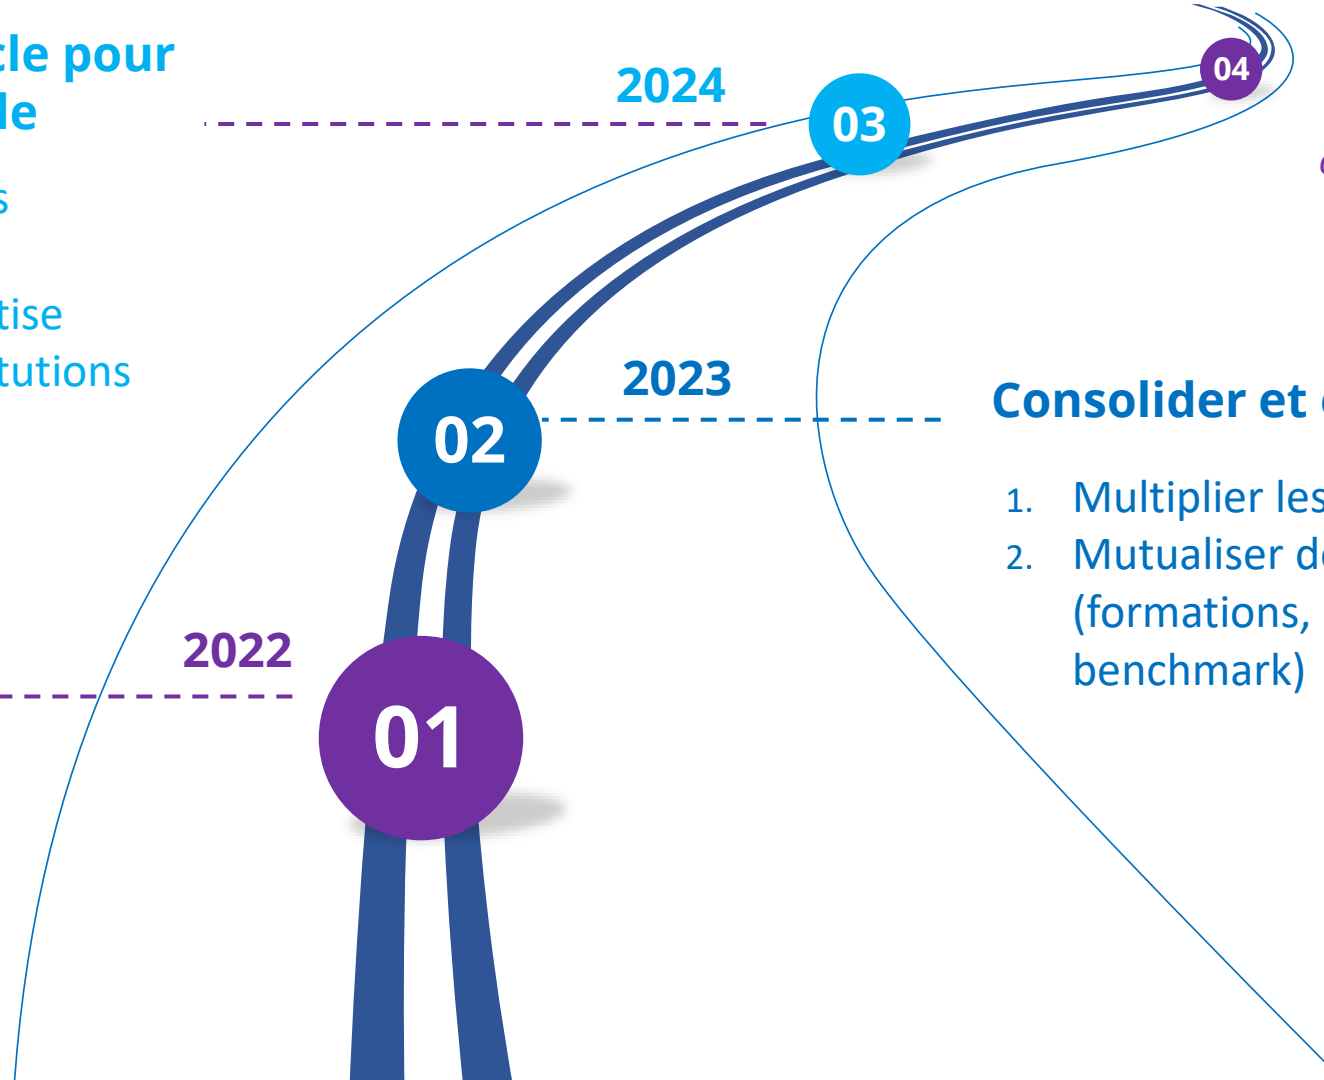 cle pour
le
s
tise
tutions
2024
03
04
2023
02
Consolider et
1. Multiplier les
2. Mutualiser de
(formations,
benchmark)
2022
01